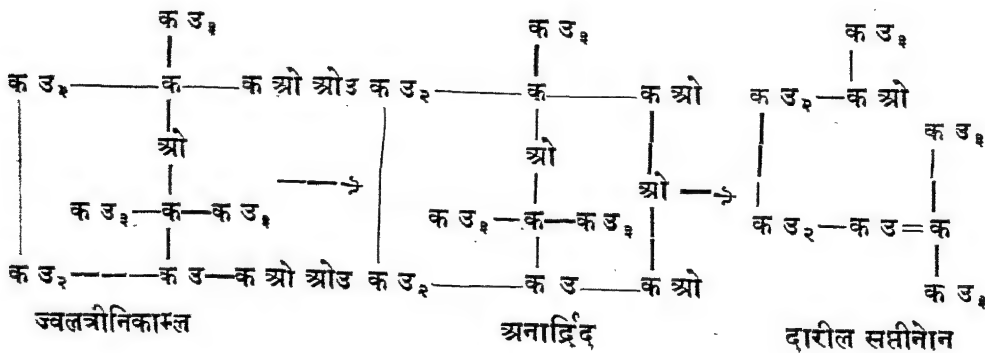 क उ₃ क उ₃ क उ₃
क उ₂ क क ओ ओउ क उ₂ क क ओ क उ₂ क ओ
ओ ओ क उ₃
ओ
क उ₃ क क उ₃ क उ₃ क क उ₃ क उ₂ क उ = क
क उ₂ क उ क ओ ओउ क उ₂ क उ क ओ क उ₃
ज्वलत्रीनिकाम्ल अनार्द्रिद दारील सप्तीनोन